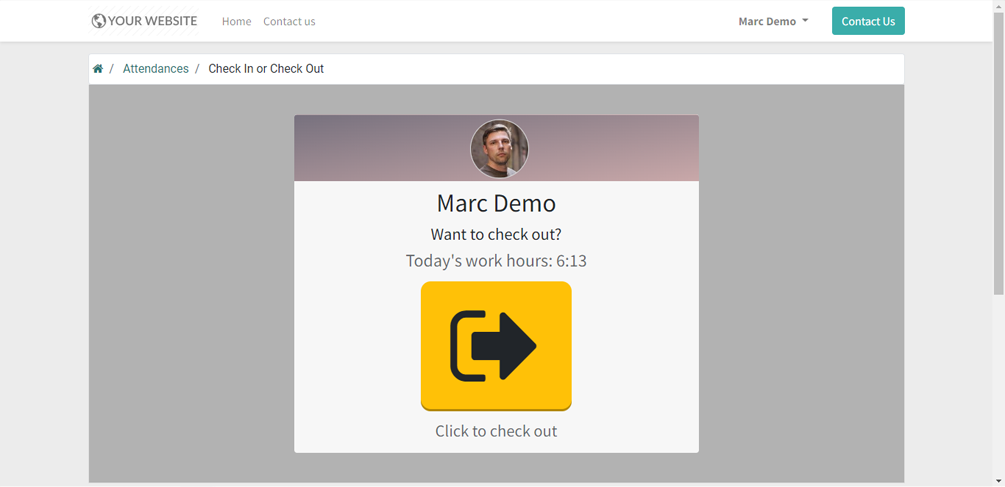 YOUR WEBSITE Home Contact us Marc Demo Contact Us
/ Attendances / Check In or Check Out
Marc Demo
Want to check out?
Today's work hours: 6:13
Click to check out